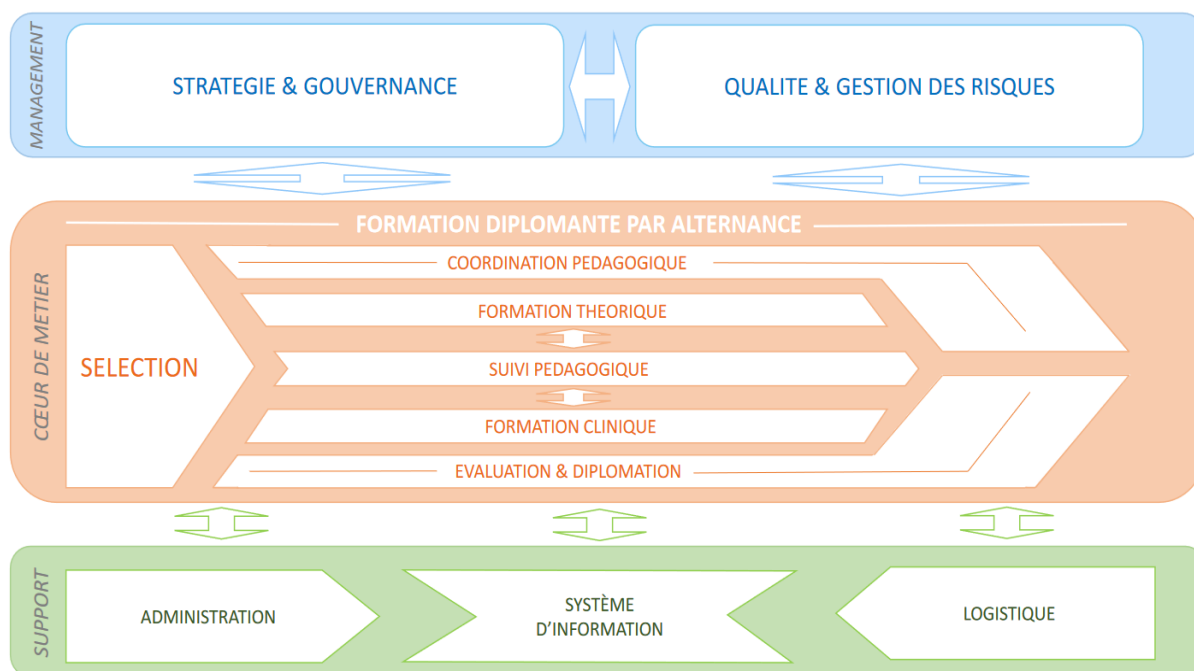 MANAGEMENT
STRATEGIE & GOUVERNANCE
QUALITE & GESTION DES RISQUES
CŒUR DE METIER
FORMATION DIPLOMANTE PAR ALTERNANCE
SELECTION
COORDINATION PEDAGOGIQUE
FORMATION THEORIQUE
SUIVI PEDAGOGIQUE
FORMATION CLINIQUE
EVALUATION & DIPLOMATION
SUPPORT
ADMINISTRATION
SYSTÈME
D'INFORMATION
LOGISTIQUE